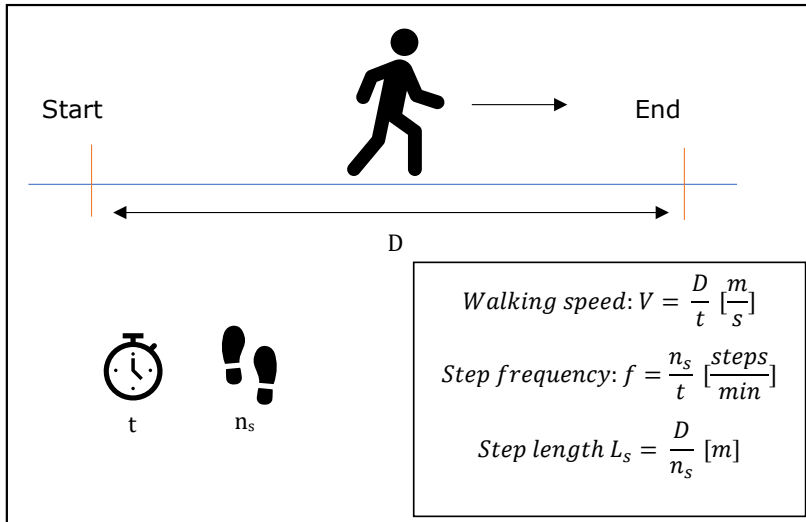 Start End
D
Walking speed: V = D/t [m/s]
t n_s
Step frequency: f = n_s/t [steps/min]
Step length L_s = D/n_s [m]